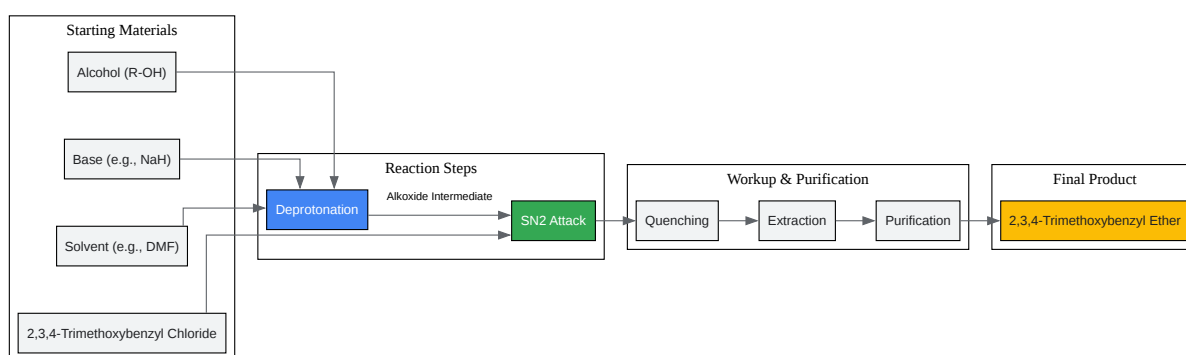 Starting Materials
Alcohol (R-OH)
Base (e.g., NaH)
Solvent (e.g., DMF)
2,3,4-Trimethoxybenzyl Chloride
Reaction Steps
Deprotonation
Alkoxide Intermediate
SN2 Attack
Workup & Purification
Quenching
Extraction
Purification
Final Product
2,3,4-Trimethoxybenzyl Ether